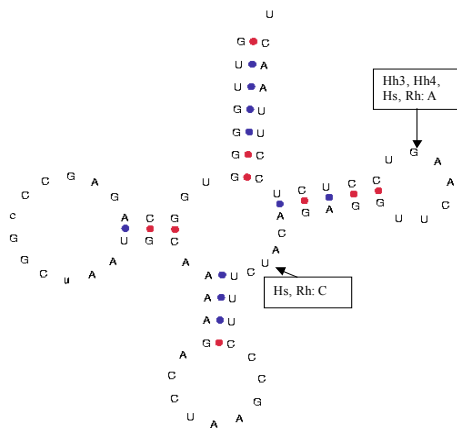 U
G C
U A
U A
Hh3, Hh4,
Hs, Rh: A
G U
G U
G C
U G A A C U U
G C
U C U C C
A G A G G
C A U
C C G A G A C G G U
c G G C u A A U G C A
Hs, Rh: C
A U C
A U
A U
G C
A C C U A A G C C